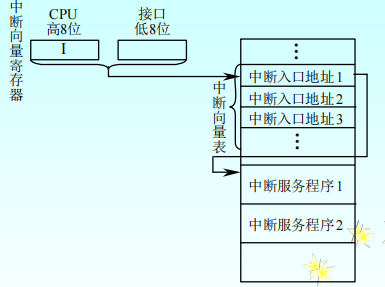 中断向量寄存器
CPU
高8位
接口
低8位
I
中断向量表
⋮
中断入口地址1
中断入口地址2
中断入口地址3
⋮
中断服务程序1
中断服务程序2